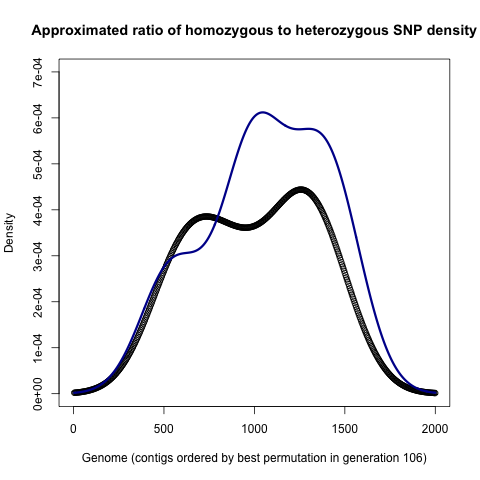 Approximated ratio of homozygous to heterozygous SNP density
7e-04
6e-04
5e-04
4e-04
3e-04
2e-04
1e-04
0e+00
Density
0 500 1000 1500 2000
Genome (contigs ordered by best permutation in generation 106)